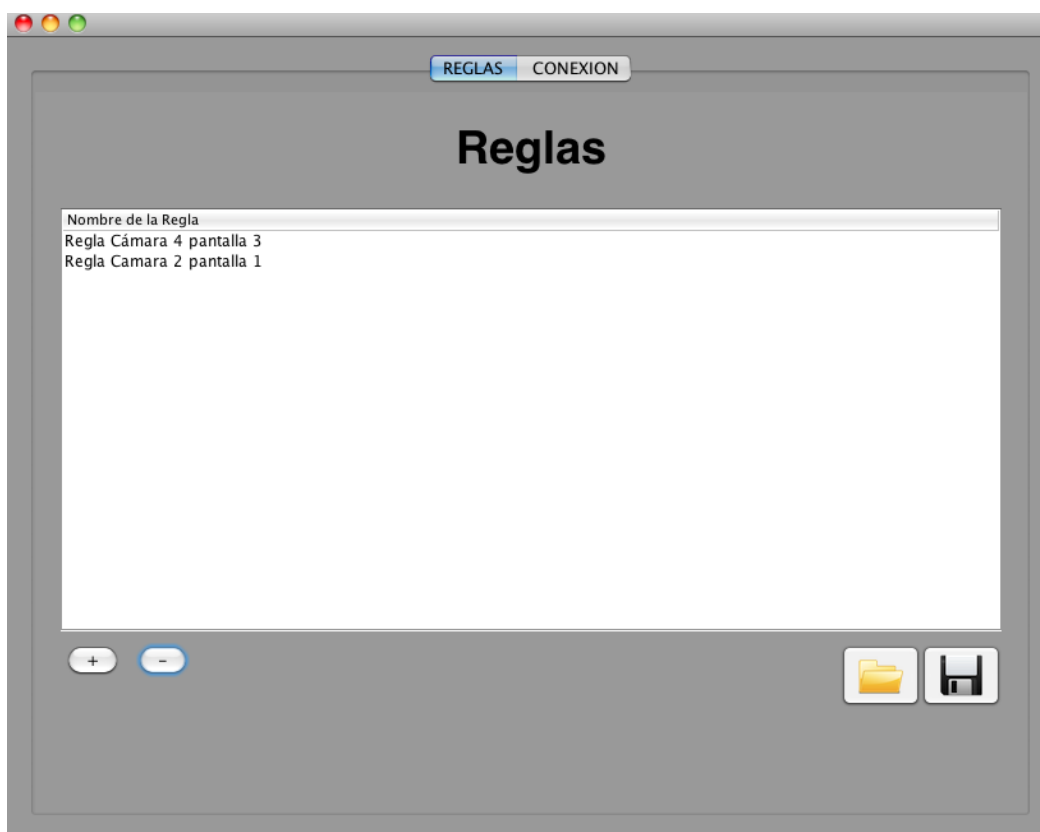 REGLAS CONEXION
Reglas
Nombre de la Regla
Regla Cámara 4 pantalla 3
Regla Camara 2 pantalla 1
+ -